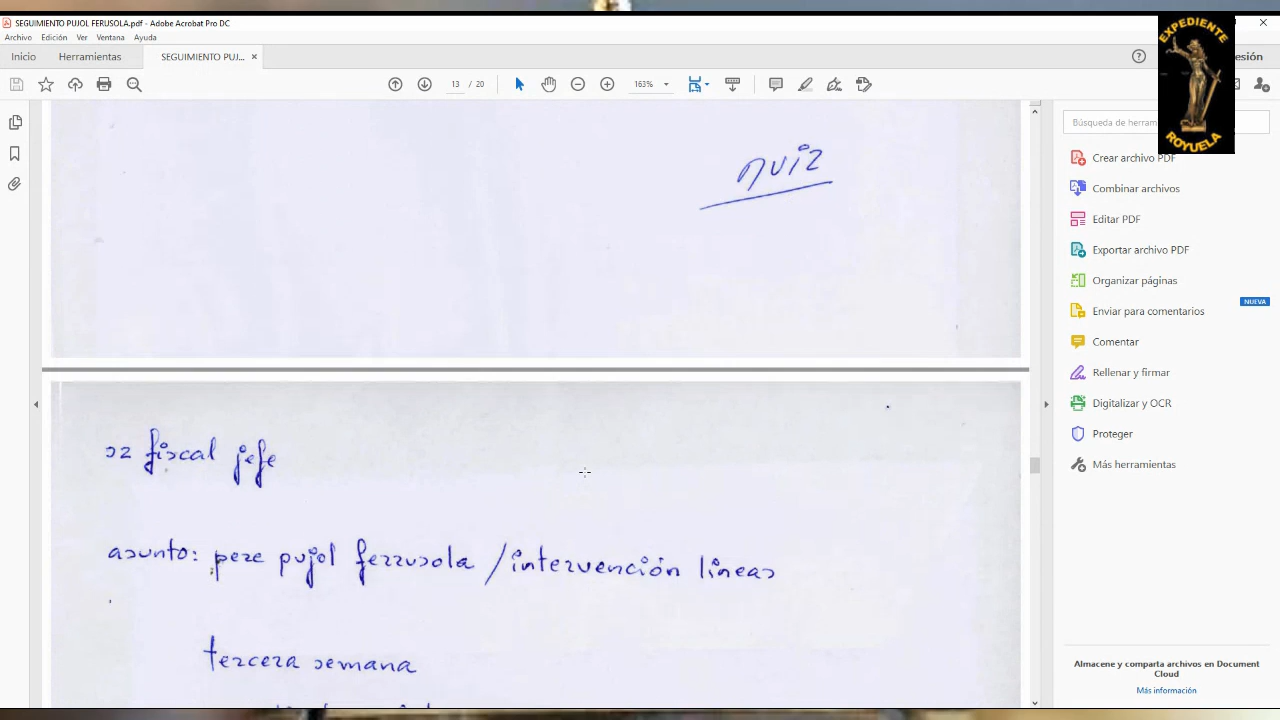 SEGUIMIENTO PUJOL FERUSOLA.pdf - Adobe Acrobat Pro DC
Archivo Edición Ver Ventana Ayuda
Inicio Herramientas SEGUIMIENTO PUJ... ×
esión
13 / 20 163%
EXPEDIENTE
ROYUELA
Búsqueda de herram
Crear archivo PDF
Combinar archivos
Editar PDF
Exportar archivo PDF
Organizar páginas
NUEVA
Enviar para comentarios
Comentar
Rellenar y firmar
Digitalizar y OCR
Proteger
Más herramientas
Almacene y comparta archivos en Document
Cloud
Más información
ruiz
sr fiscal jefe
asunto: pere pujol ferrusola / intervención lineas
tercera semana